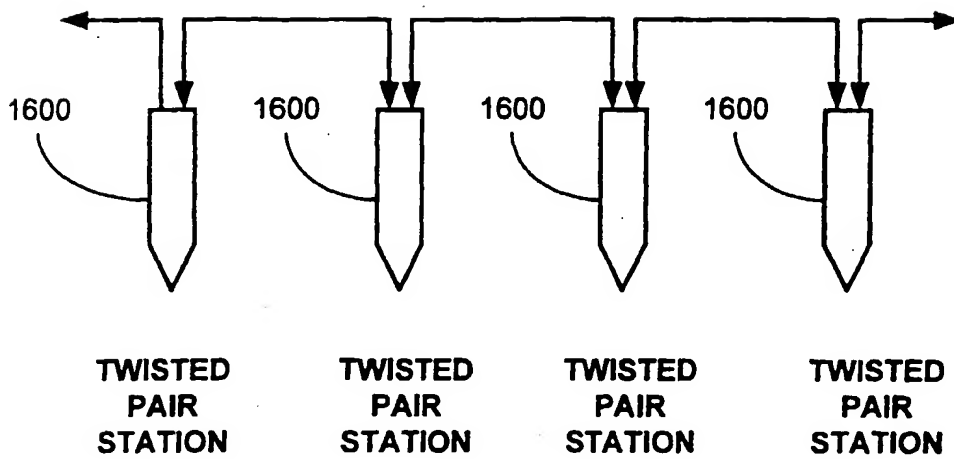 1600 1600 1600 1600
TWISTED TWISTED TWISTED TWISTED
PAIR PAIR PAIR PAIR
STATION STATION STATION STATION